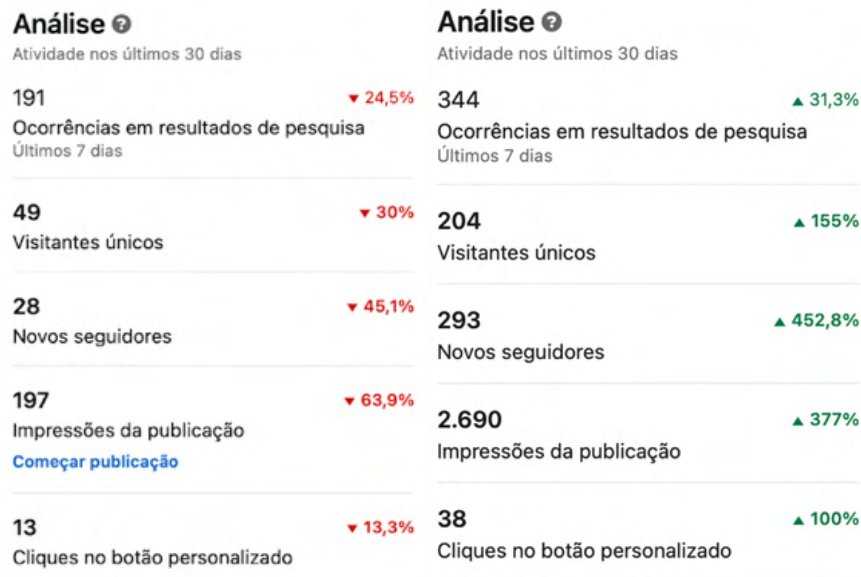 Análise ?
Atividade nos últimos 30 dias
191 ▼ 24,5%
Ocorrências em resultados de pesquisa
Últimos 7 dias
49 ▼ 30%
Visitantes únicos
28 ▼ 45,1%
Novos seguidores
197 ▼ 63,9%
Impressões da publicação
Começar publicação
13 ▼ 13,3%
Cliques no botão personalizado
Análise ?
Atividade nos últimos 30 dias
344 ▲ 31,3%
Ocorrências em resultados de pesquisa
Últimos 7 dias
204 ▲ 155%
Visitantes únicos
293 ▲ 452,8%
Novos seguidores
2.690 ▲ 377%
Impressões da publicação
38 ▲ 100%
Cliques no botão personalizado